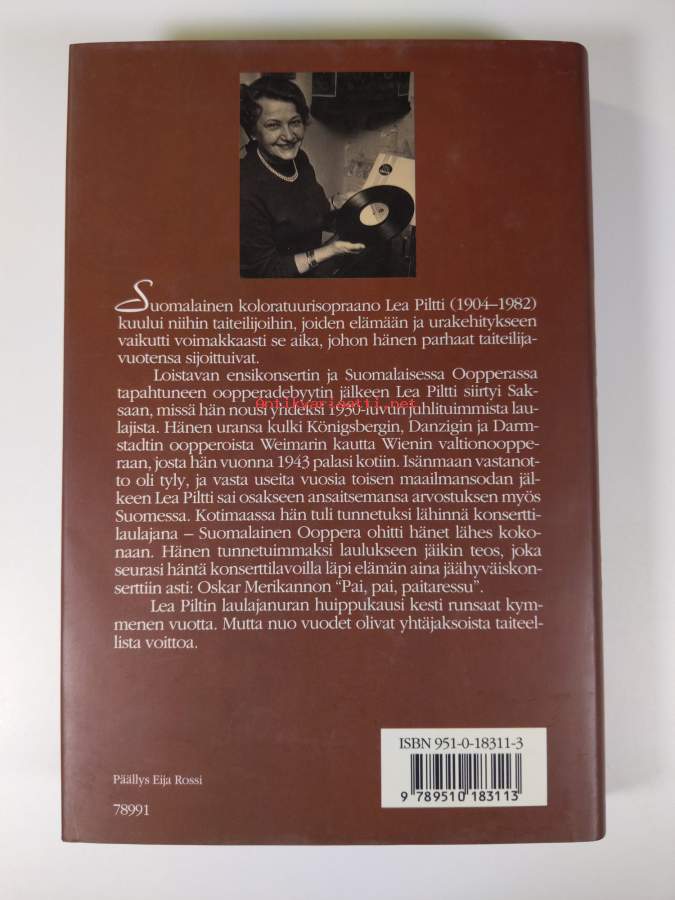 Suomalainen koloratuurisopraano Lea Piltti (1904–1982)
kuului niihin taiteilijoihin, joiden elämään ja urakehitykseen
vaikutti voimakkaasti se aika, johon hänen parhaat taiteilija-
vuotensa sijoittuivat.
Loistavan ensikonsertin ja Suomalaisessa Oopperassa
tapahtuneen oopperadebyytin jälkeen Lea Piltti siirtyi Sak-
Antikvariaatti.net
saan, missä hän nousi yhdeksi 1930-luvun juhlituimmista lau-
lajista. Hänen uransa kulki Königsbergin, Danzigin ja Darm-
stadtin oopperoista Weimarin kautta Wienin valtionooppe-
raan, josta hän vuonna 1943 palasi kotiin. Isänmaan vastanot-
to oli tyly, ja vasta useita vuosia toisen maailmansodan jäl-
keen Lea Piltti sai osakseen ansaitsemansa arvostuksen myös
Suomessa. Kotimaassa hän tuli tunnetuksi lähinnä konsertti-
laulajana – Suomalainen Ooppera ohitti hänet lähes koko-
naan. Hänen tunnetuimmaksi laulukseen jäikin teos, joka
seurasi häntä konserttilavoilla läpi elämän aina jäähyväiskon-
serttiin asti: Oskar Merikannon “Pai, pai, paitaressu”.
Lea Piltin laulajanuran huippukausi kesti runsaat kym-
menen vuotta. Mutta nuo vuodet olivat yhtäjaksoista taiteel-
lista voittoa.
ISBN 951-0-18311-3
9 789510 183113
Päällys Eija Rossi
78991